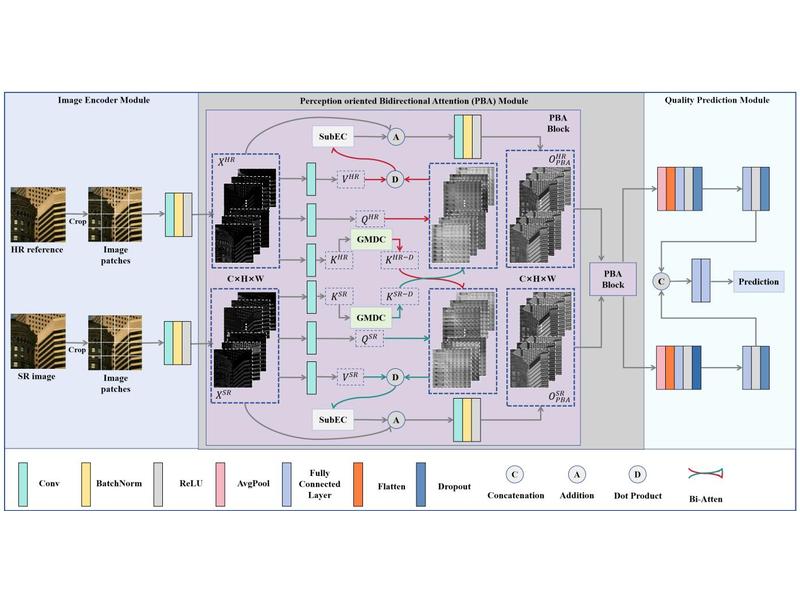 Image Encoder Module
Perception oriented Bidirectional Attention (PBA) Module
Quality Prediction Module
PBA
Block
SubEC
A
X^{HR}
O_{PBA}^{HR}
V^{HR}
D
Crop
Q^{HR}
HR reference
Image
patches
GMDC
K^{HR}
K^{HR-D}
C×H×W
C×H×W
PBA
Block
C
Prediction
K^{SR}
K^{SR-D}
GMDC
Q^{SR}
Crop
SR image
Image
patches
V^{SR}
D
X^{SR}
O_{PBA}^{SR}
SubEC
A
Conv
BatchNorm
ReLU
AvgPool
Fully
Connected
Layer
Flatten
Dropout
C
Concatenation
A
Addition
D
Dot Product
Bi-Atten